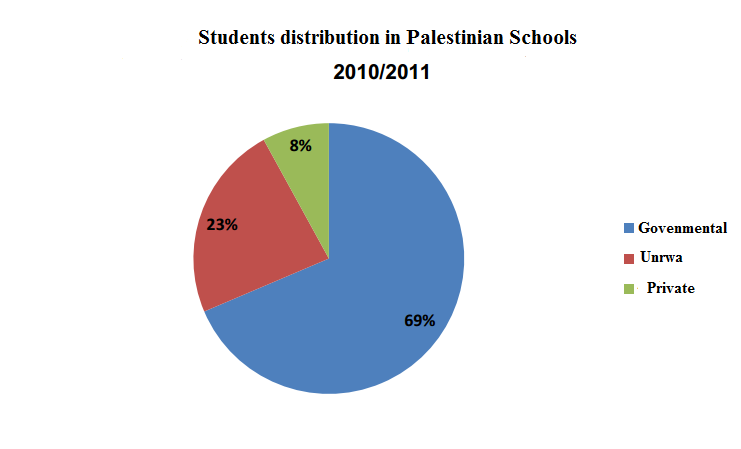 Students distribution in Palestinian Schools
2010/2011
8%
23%
69%
Govenmental
Unrwa
Private